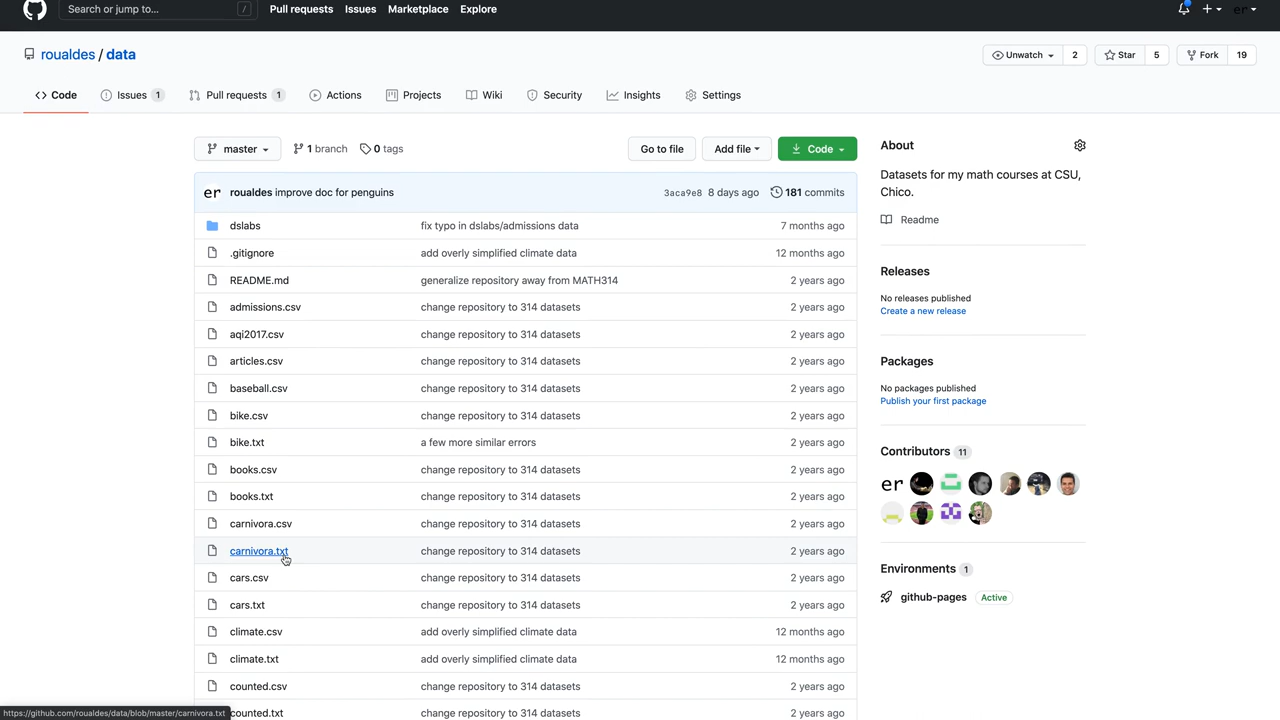 Search or jump to... / Pull requests Issues Marketplace Explore er
roualdes / data Unwatch 2 Star 5 Fork 19
Code Issues 1 Pull requests 1 Actions Projects Wiki Security Insights Settings
master 1 branch 0 tags Go to file Add file Code
er roualdes improve doc for penguins 3aca9e8 8 days ago 181 commits
dslabs fix typo in dslabs/admissions data 7 months ago
.gitignore add overly simplified climate data 12 months ago
README.md generalize repository away from MATH314 2 years ago
admissions.csv change repository to 314 datasets 2 years ago
aqi2017.csv change repository to 314 datasets 2 years ago
articles.csv change repository to 314 datasets 2 years ago
baseball.csv change repository to 314 datasets 2 years ago
bike.csv change repository to 314 datasets 2 years ago
bike.txt a few more similar errors 2 years ago
books.csv change repository to 314 datasets 2 years ago
books.txt change repository to 314 datasets 2 years ago
carnivora.csv change repository to 314 datasets 2 years ago
carnivora.txt change repository to 314 datasets 2 years ago
cars.csv change repository to 314 datasets 2 years ago
cars.txt change repository to 314 datasets 2 years ago
climate.csv add overly simplified climate data 12 months ago
climate.txt add overly simplified climate data 12 months ago
counted.csv change repository to 314 datasets 2 years ago
counted.txt change repository to 314 datasets 2 years ago
About
Datasets for my math courses at CSU,
Chico.
Readme
Releases
No releases published
Create a new release
Packages
No packages published
Publish your first package
Contributors 11
er
Environments 1
github-pages Active
https://github.com/roualdes/data/blob/master/carnivora.txt